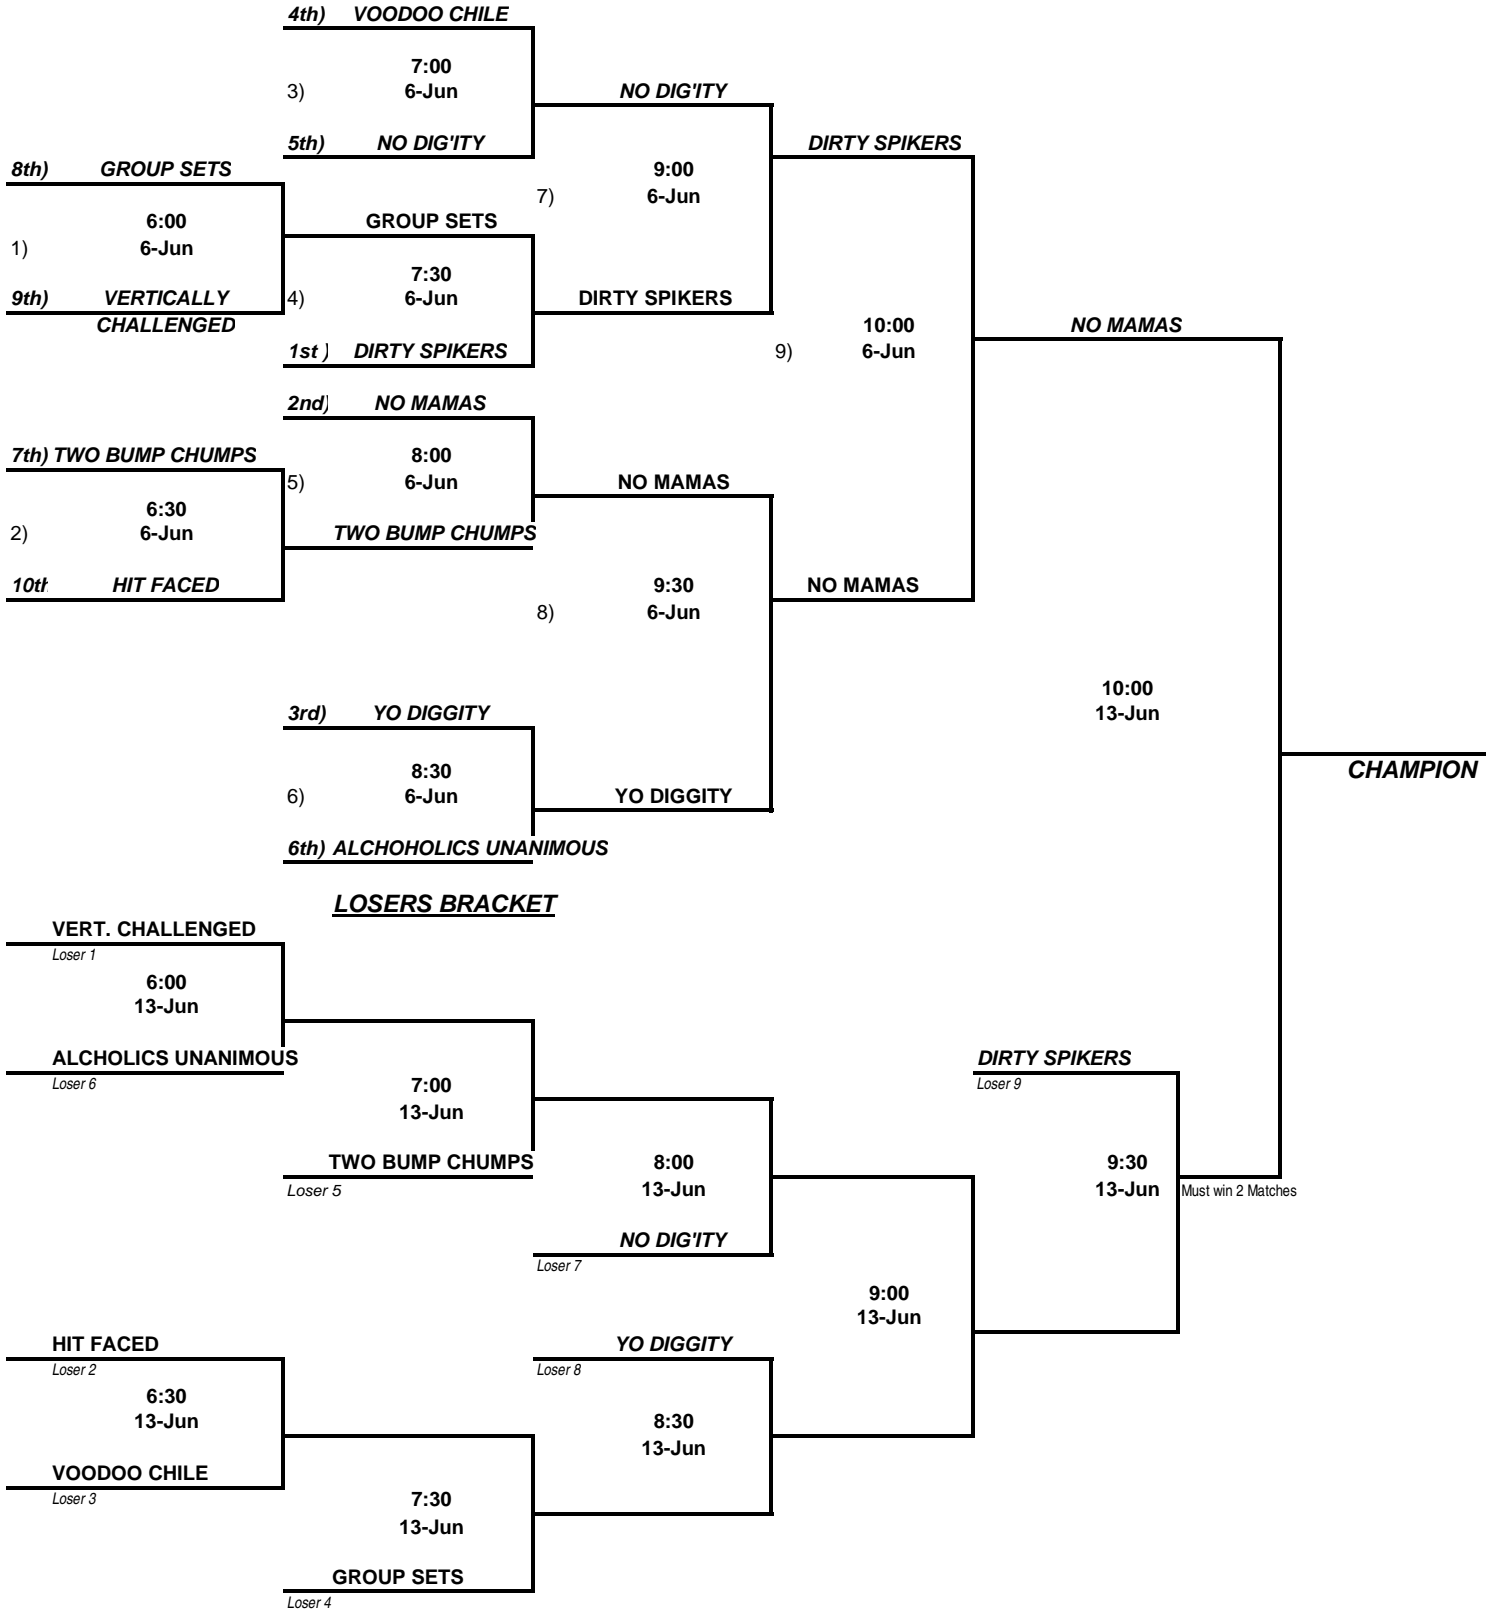 4th) VOODOO CHILE
7:00
3) 6-Jun
NO DIG'ITY
5th) NO DIG'ITY
DIRTY SPIKERS
8th) GROUP SETS
9:00
7) 6-Jun
6:00
GROUP SETS
1) 6-Jun
7:30
9th) VERTICALLY
4) 6-Jun
DIRTY SPIKERS
CHALLENGED
10:00
NO MAMAS
1st ) DIRTY SPIKERS
9) 6-Jun
2nd) NO MAMAS
7th) TWO BUMP CHUMPS
8:00
5) 6-Jun
NO MAMAS
6:30
2) 6-Jun
TWO BUMP CHUMPS
10th HIT FACED
9:30
NO MAMAS
8) 6-Jun
10:00
13-Jun
3rd) YO DIGGITY
8:30
6) 6-Jun
YO DIGGITY
CHAMPION
6th) ALCHOHOLICS UNANIMOUS
LOSERS BRACKET
VERT. CHALLENGED
Loser 1
6:00
13-Jun
ALCHOLICS UNANIMOUS
DIRTY SPIKERS
Loser 6
Loser 9
7:00
13-Jun
TWO BUMP CHUMPS
8:00
9:30
Loser 5
13-Jun
13-Jun
Must win 2 Matches
NO DIG'ITY
Loser 7
9:00
13-Jun
HIT FACED
YO DIGGITY
Loser 2
Loser 8
6:30
13-Jun
8:30
13-Jun
VOODOO CHILE
Loser 3
7:30
13-Jun
GROUP SETS
Loser 4